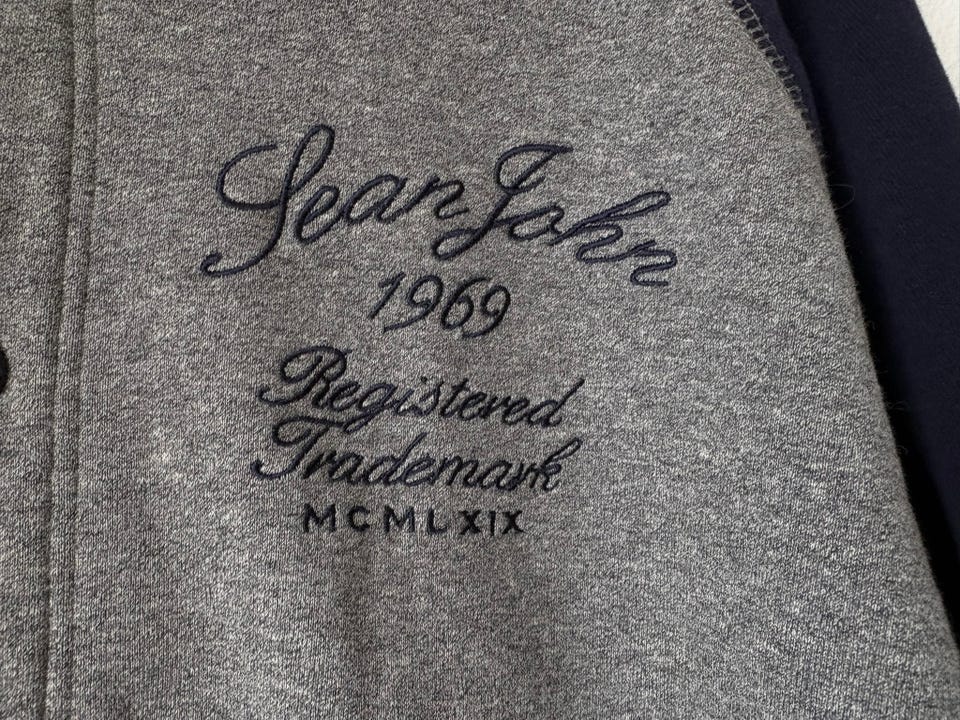 Sean John
1969
Registered
Trademark
MCMLXIX